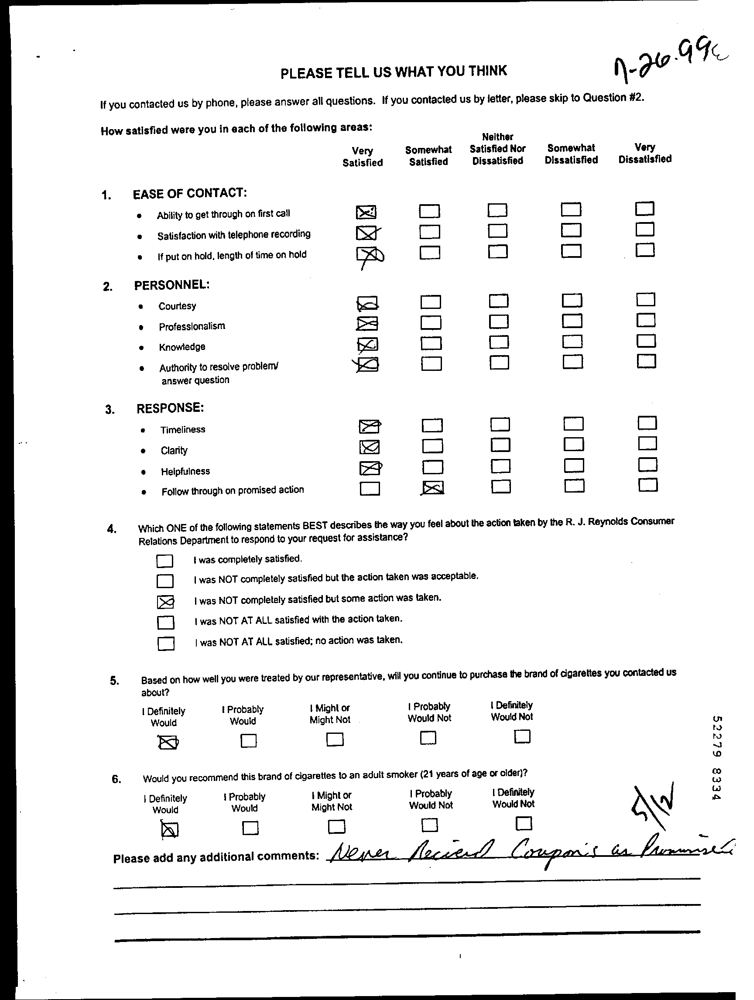 7-26-99
PLEASE TELL US WHAT YOU THINK
If you contacted us by phone, please answer all questions. If you contacted us by letter, please skip to Question #2.
How satisfied were you in each of the following areas:
Very Satisfied Somewhat Satisfied Neither Satisfied Nor Dissatisfied Somewhat Dissatisfied Very Dissatisfied
1. EASE OF CONTACT:
• Ability to get through on first call
• Satisfaction with telephone recording
• If put on hold, length of time on hold
2. PERSONNEL:
• Courtesy
• Professionalism
• Knowledge
• Authority to resolve problem/
answer question
3. RESPONSE:
• Timeliness
• Clarity
• Helpfulness
• Follow through on promised action
4. Which ONE of the following statements BEST describes the way you feel about the action taken by the R. J. Reynolds Consumer
Relations Department to respond to your request for assistance?
I was completely satisfied.
I was NOT completely satisfied but the action taken was acceptable.
I was NOT completely satisfied but some action was taken.
I was NOT AT ALL satisfied with the action taken.
I was NOT AT ALL satisfied; no action was taken.
5. Based on how well you were treated by our representative, will you continue to purchase the brand of cigarettes you contacted us
about?
I Definitely Would I Probably Would I Might or Might Not I Probably Would Not I Definitely Would Not
6. Would you recommend this brand of cigarettes to an adult smoker (21 years of age or older)?
I Definitely Would I Probably Would I Might or Might Not I Probably Would Not I Definitely Would Not
5/12
Please add any additional comments: Never Recieved Coupon's as Promised
52279 8334